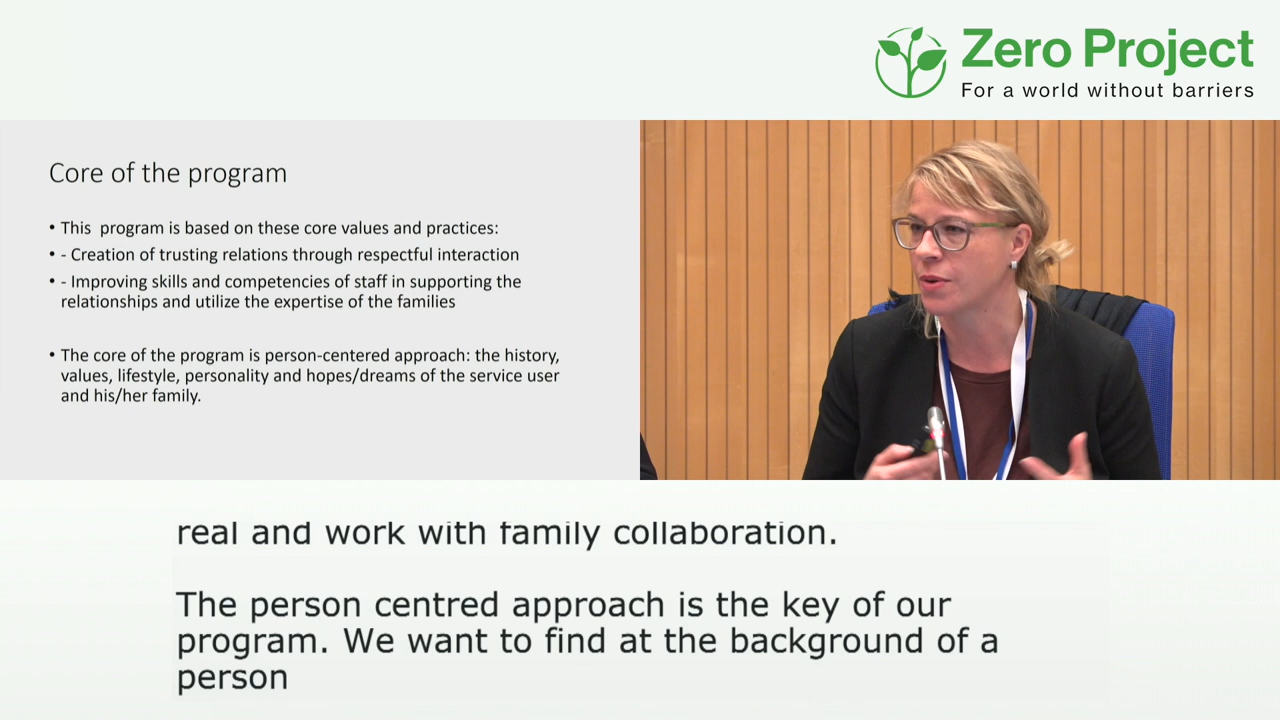 Zero Project
For a world without barriers
Core of the program
• This  program is based on these core values and practices:
• - Creation of trusting relations through respectful interaction
• - Improving skills and competencies of staff in supporting the
relationships and utilize the expertise of the families
• The core of the program is person-centered approach: the history,
values, lifestyle, personality and hopes/dreams of the service user
and his/her family.
real and work with family collaboration.
The person centred approach is the key of our
program. We want to find at the background of a
person